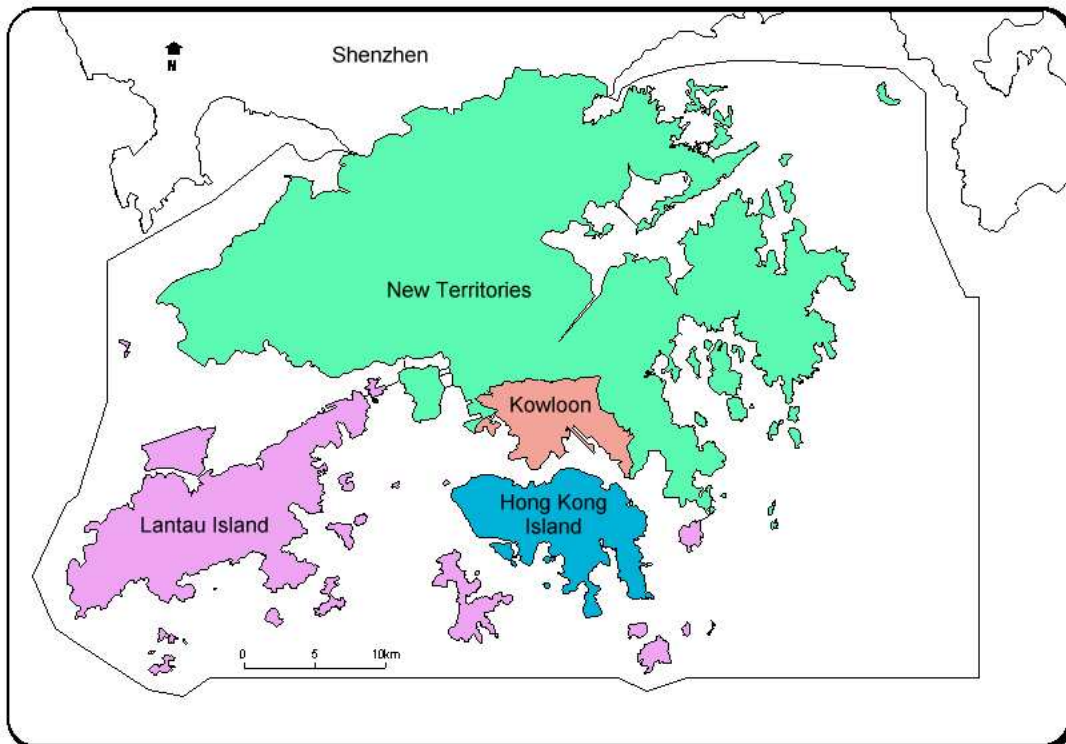 Shenzhen
N
New Territories
Kowloon
Hong Kong
Island
Lantau Island
0 5 10km